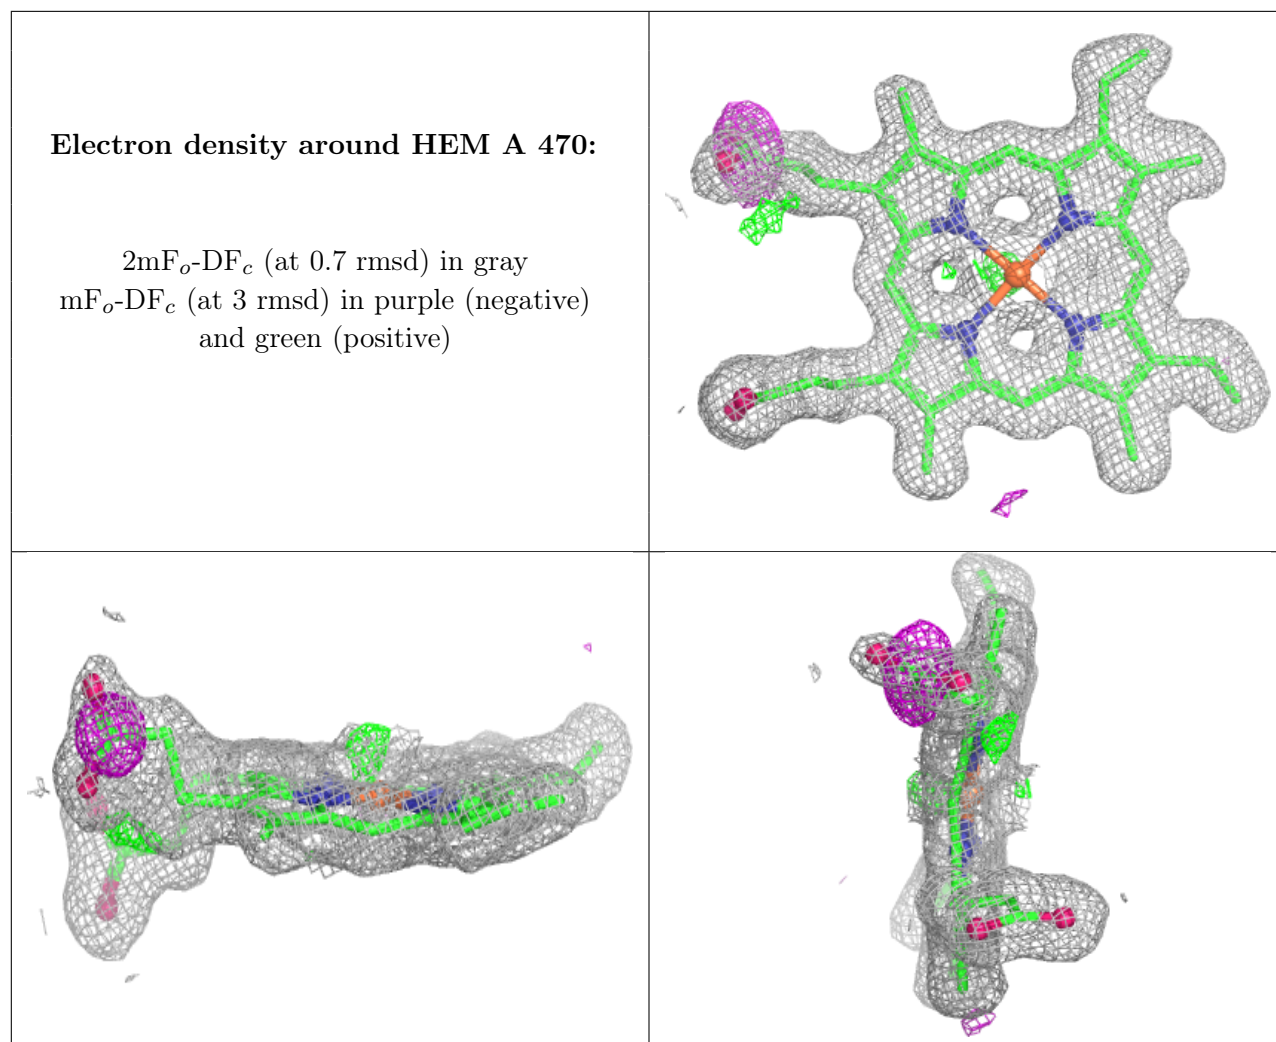 Electron density around HEM A 470:
2mFo-DFc (at 0.7 rmsd) in gray
mFo-DFc (at 3 rmsd) in purple (negative)
and green (positive)